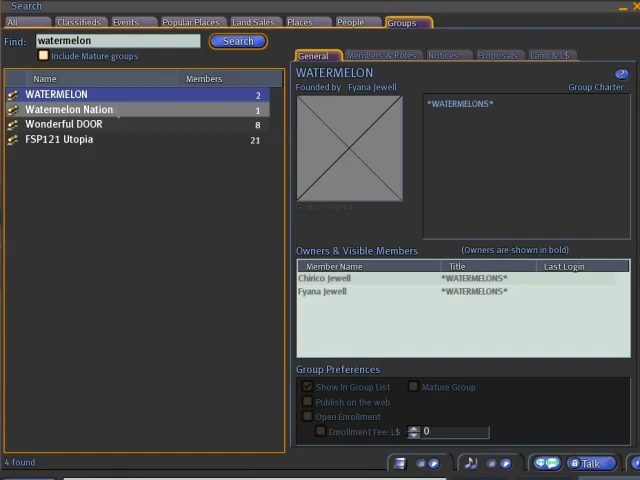 Search
All Classifieds Events Popular Places Land Sales Places People Groups
Find: watermelon Search
Include Mature groups
Name Members
WATERMELON 2
Watermelon Nation 1
Wonderful DOOR 8
FSP121 Utopia 21
4 found
General Members & Roles Notices Proposals Land & L$
WATERMELON ?
Founded by Fyana Jewell
Group Charter
*WATERMELONS*
Group Insignia
Owners & Visible Members (Owners are shown in bold)
Member Name Title Last Login
Chirico Jewell *WATERMELONS*
Fyana Jewell *WATERMELONS*
Group Preferences
Show In Group List Mature Group
Publish on the web
Open Enrollment
Enrollment Fee: L$ 0
Talk